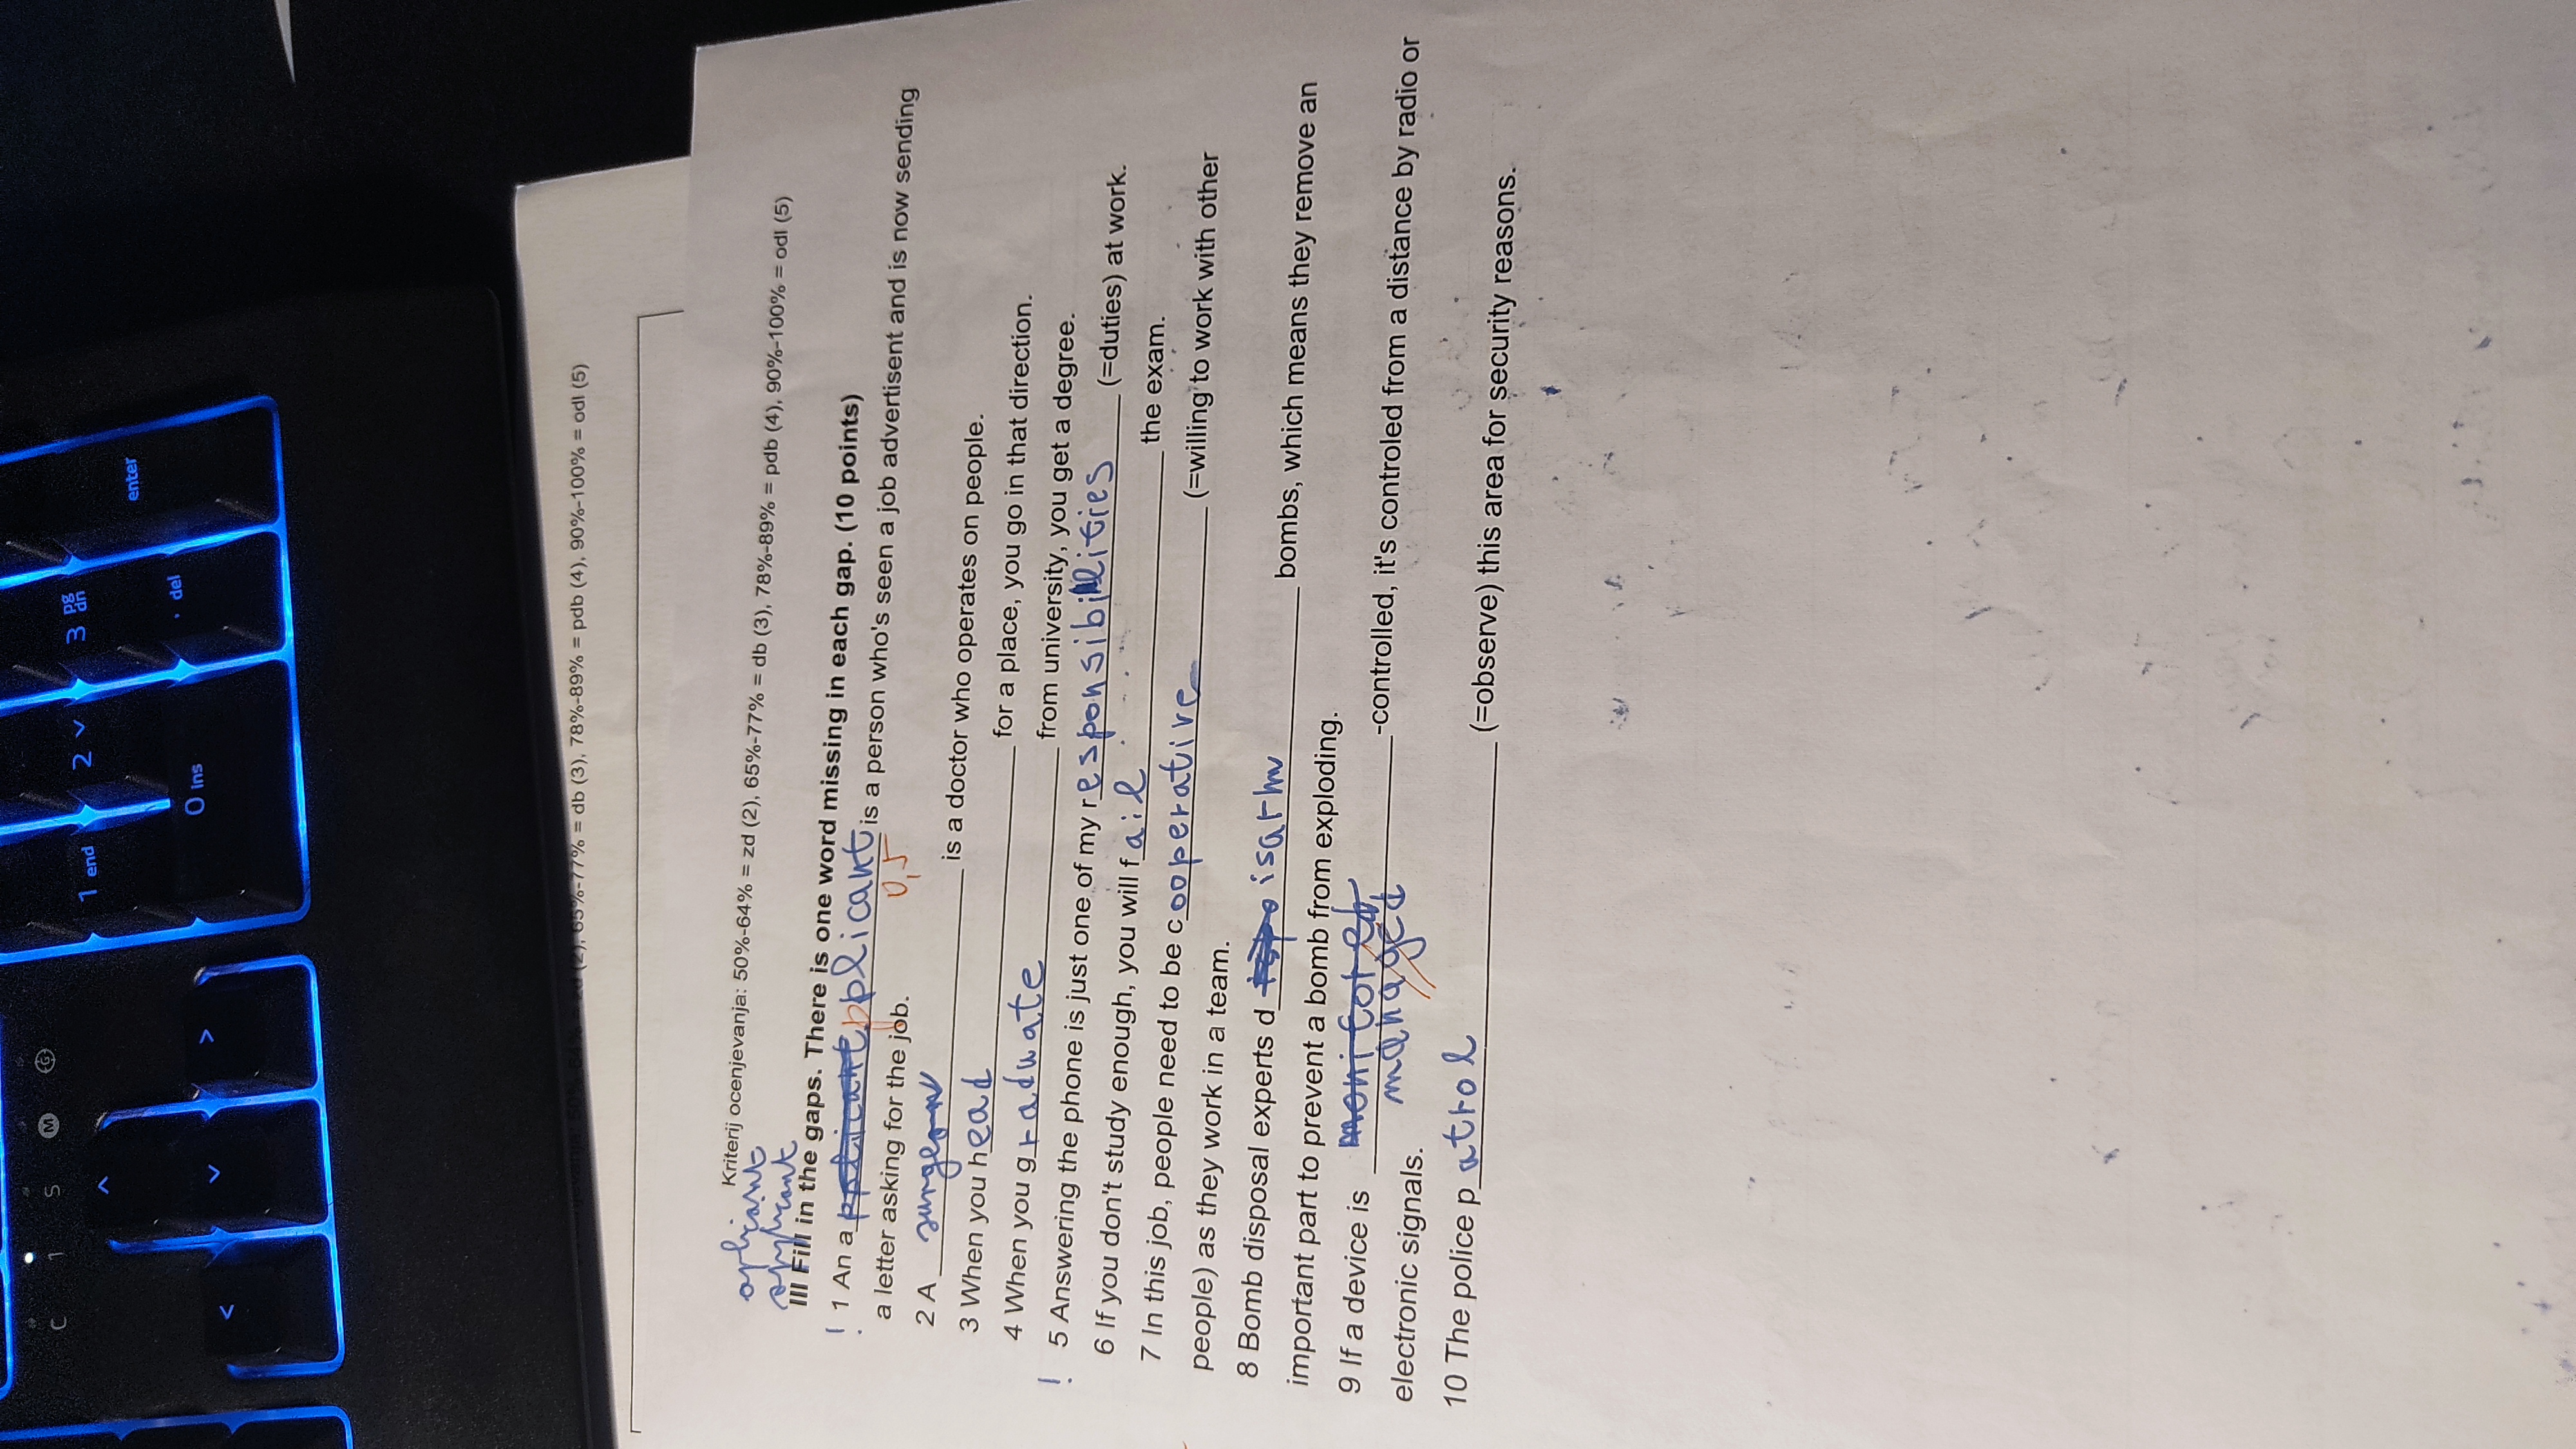 C 1 S M G
1 end 2 3 pg dn
enter
0 ins . del
(2), 65%-77% = db (3), 78%-89% = pdb (4), 90%-100% = odl (5)
Kriterij ocenjevanja: 50%-64% = zd (2), 65%-77% = db (3), 78%-89% = pdb (4), 90%-100% = odl (5)
aplicant
applicant
III Fill in the gaps. There is one word missing in each gap. (10 points)
! 1 An a pplicant p plicant is a person who's seen a job advertisent and is now sending
a letter asking for the job. 0,5
2 A surgeon is a doctor who operates on people.
3 When you head for a place, you go in that direction.
4 When you graduate from university, you get a degree.
! 5 Answering the phone is just one of my responsibilities (=duties) at work.
6 If you don't study enough, you will fail the exam.
7 In this job, people need to be cooperative (=willing to work with other
people) as they work in a team.
8 Bomb disposal experts d isarm bombs, which means they remove an
important part to prevent a bomb from exploding.
9 If a device is monitored -controlled, it's controled from a distance by radio or
managed
electronic signals.
10 The police patrol (=observe) this area for security reasons.